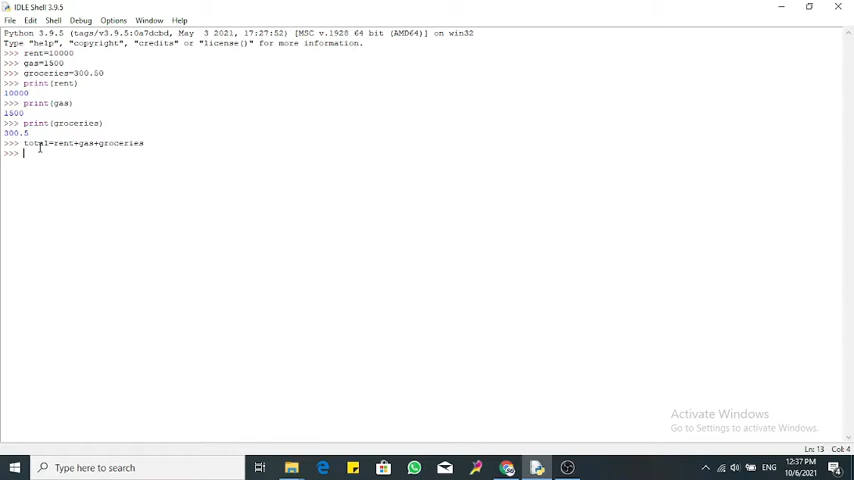 IDLE Shell 3.9.5
File Edit Shell Debug Options Window Help
Python 3.9.5 (tags/v3.9.5:0a7dcbd, May  3 2021, 17:27:52) [MSC v.1928 64 bit (AMD64)] on win32
Type "help", "copyright", "credits" or "license()" for more information.
>>> rent=10000
>>> gas=1500
>>> groceries=300.50
>>> print(rent)
10000
>>> print(gas)
1500
>>> print(groceries)
300.5
>>> total=rent+gas+groceries
>>>
Activate Windows
Go to Settings to activate Windows.
Ln: 13 Col: 4
Type here to search
ENG
12:37 PM
10/6/2021
4